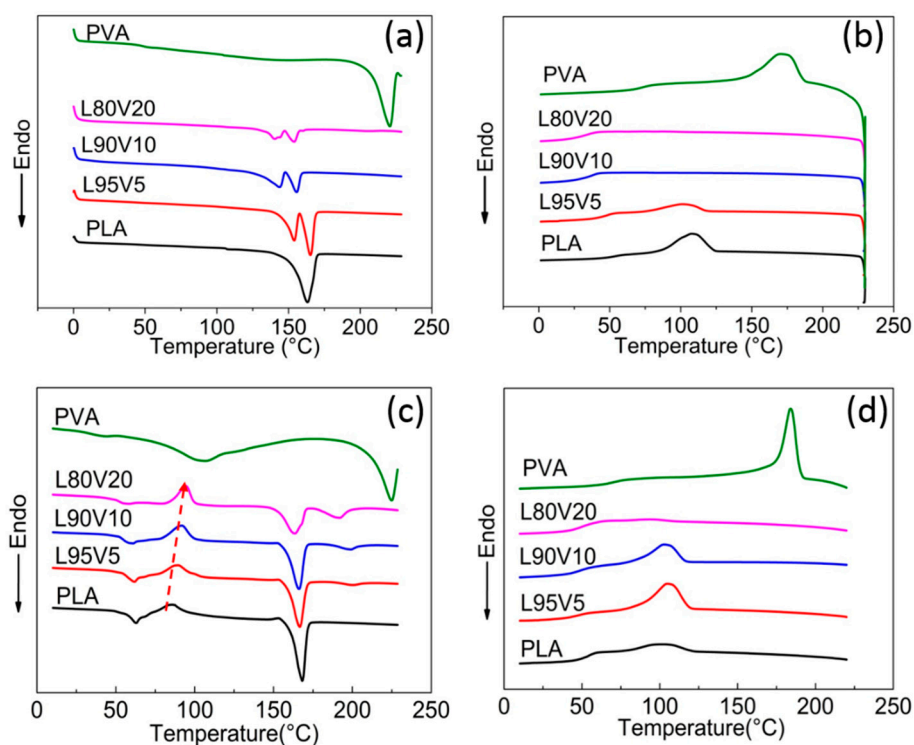 (a)
PVA
L80V20
L90V10
L95V5
PLA
Endo
0 50 100 150 200 250
Temperature (°C)
(b)
PVA
L80V20
L90V10
L95V5
PLA
Endo
0 50 100 150 200 250
Temperature (°C)
(c)
PVA
L80V20
L90V10
L95V5
PLA
Endo
0 50 100 150 200 250
Temperature(°C)
(d)
PVA
L80V20
L90V10
L95V5
PLA
Endo
0 50 100 150 200 250
Temperature(°C)